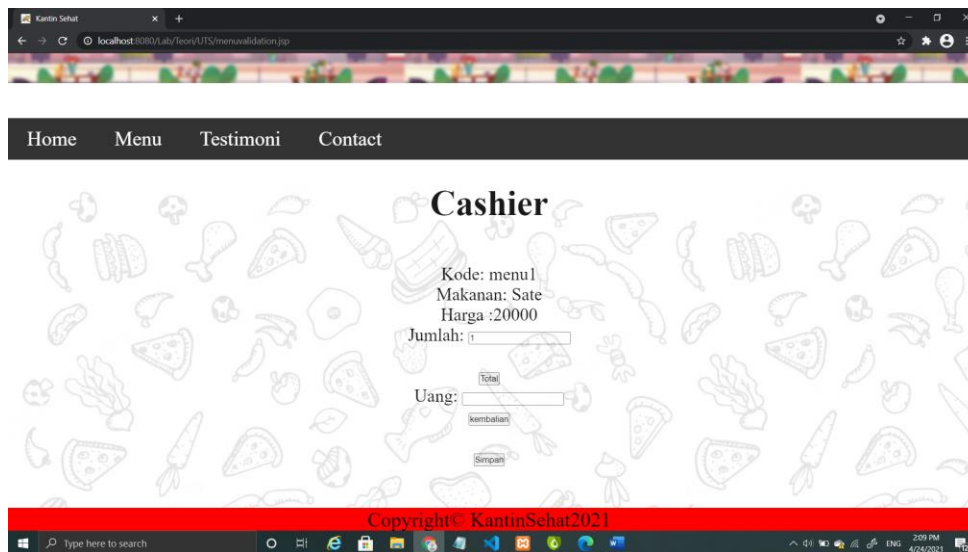 Kantin Sehat
localhost:8080/Lab/Teori/UTS/menuvalidation.jsp
Home Menu Testimoni Contact
Cashier
Kode: menu1
Makanan: Sate
Harga :20000
Jumlah: 1
Total
Uang:
kembalian
Simpan
Copyright© KantinSehat2021
Type here to search
ENG
2:09 PM
4/24/2021